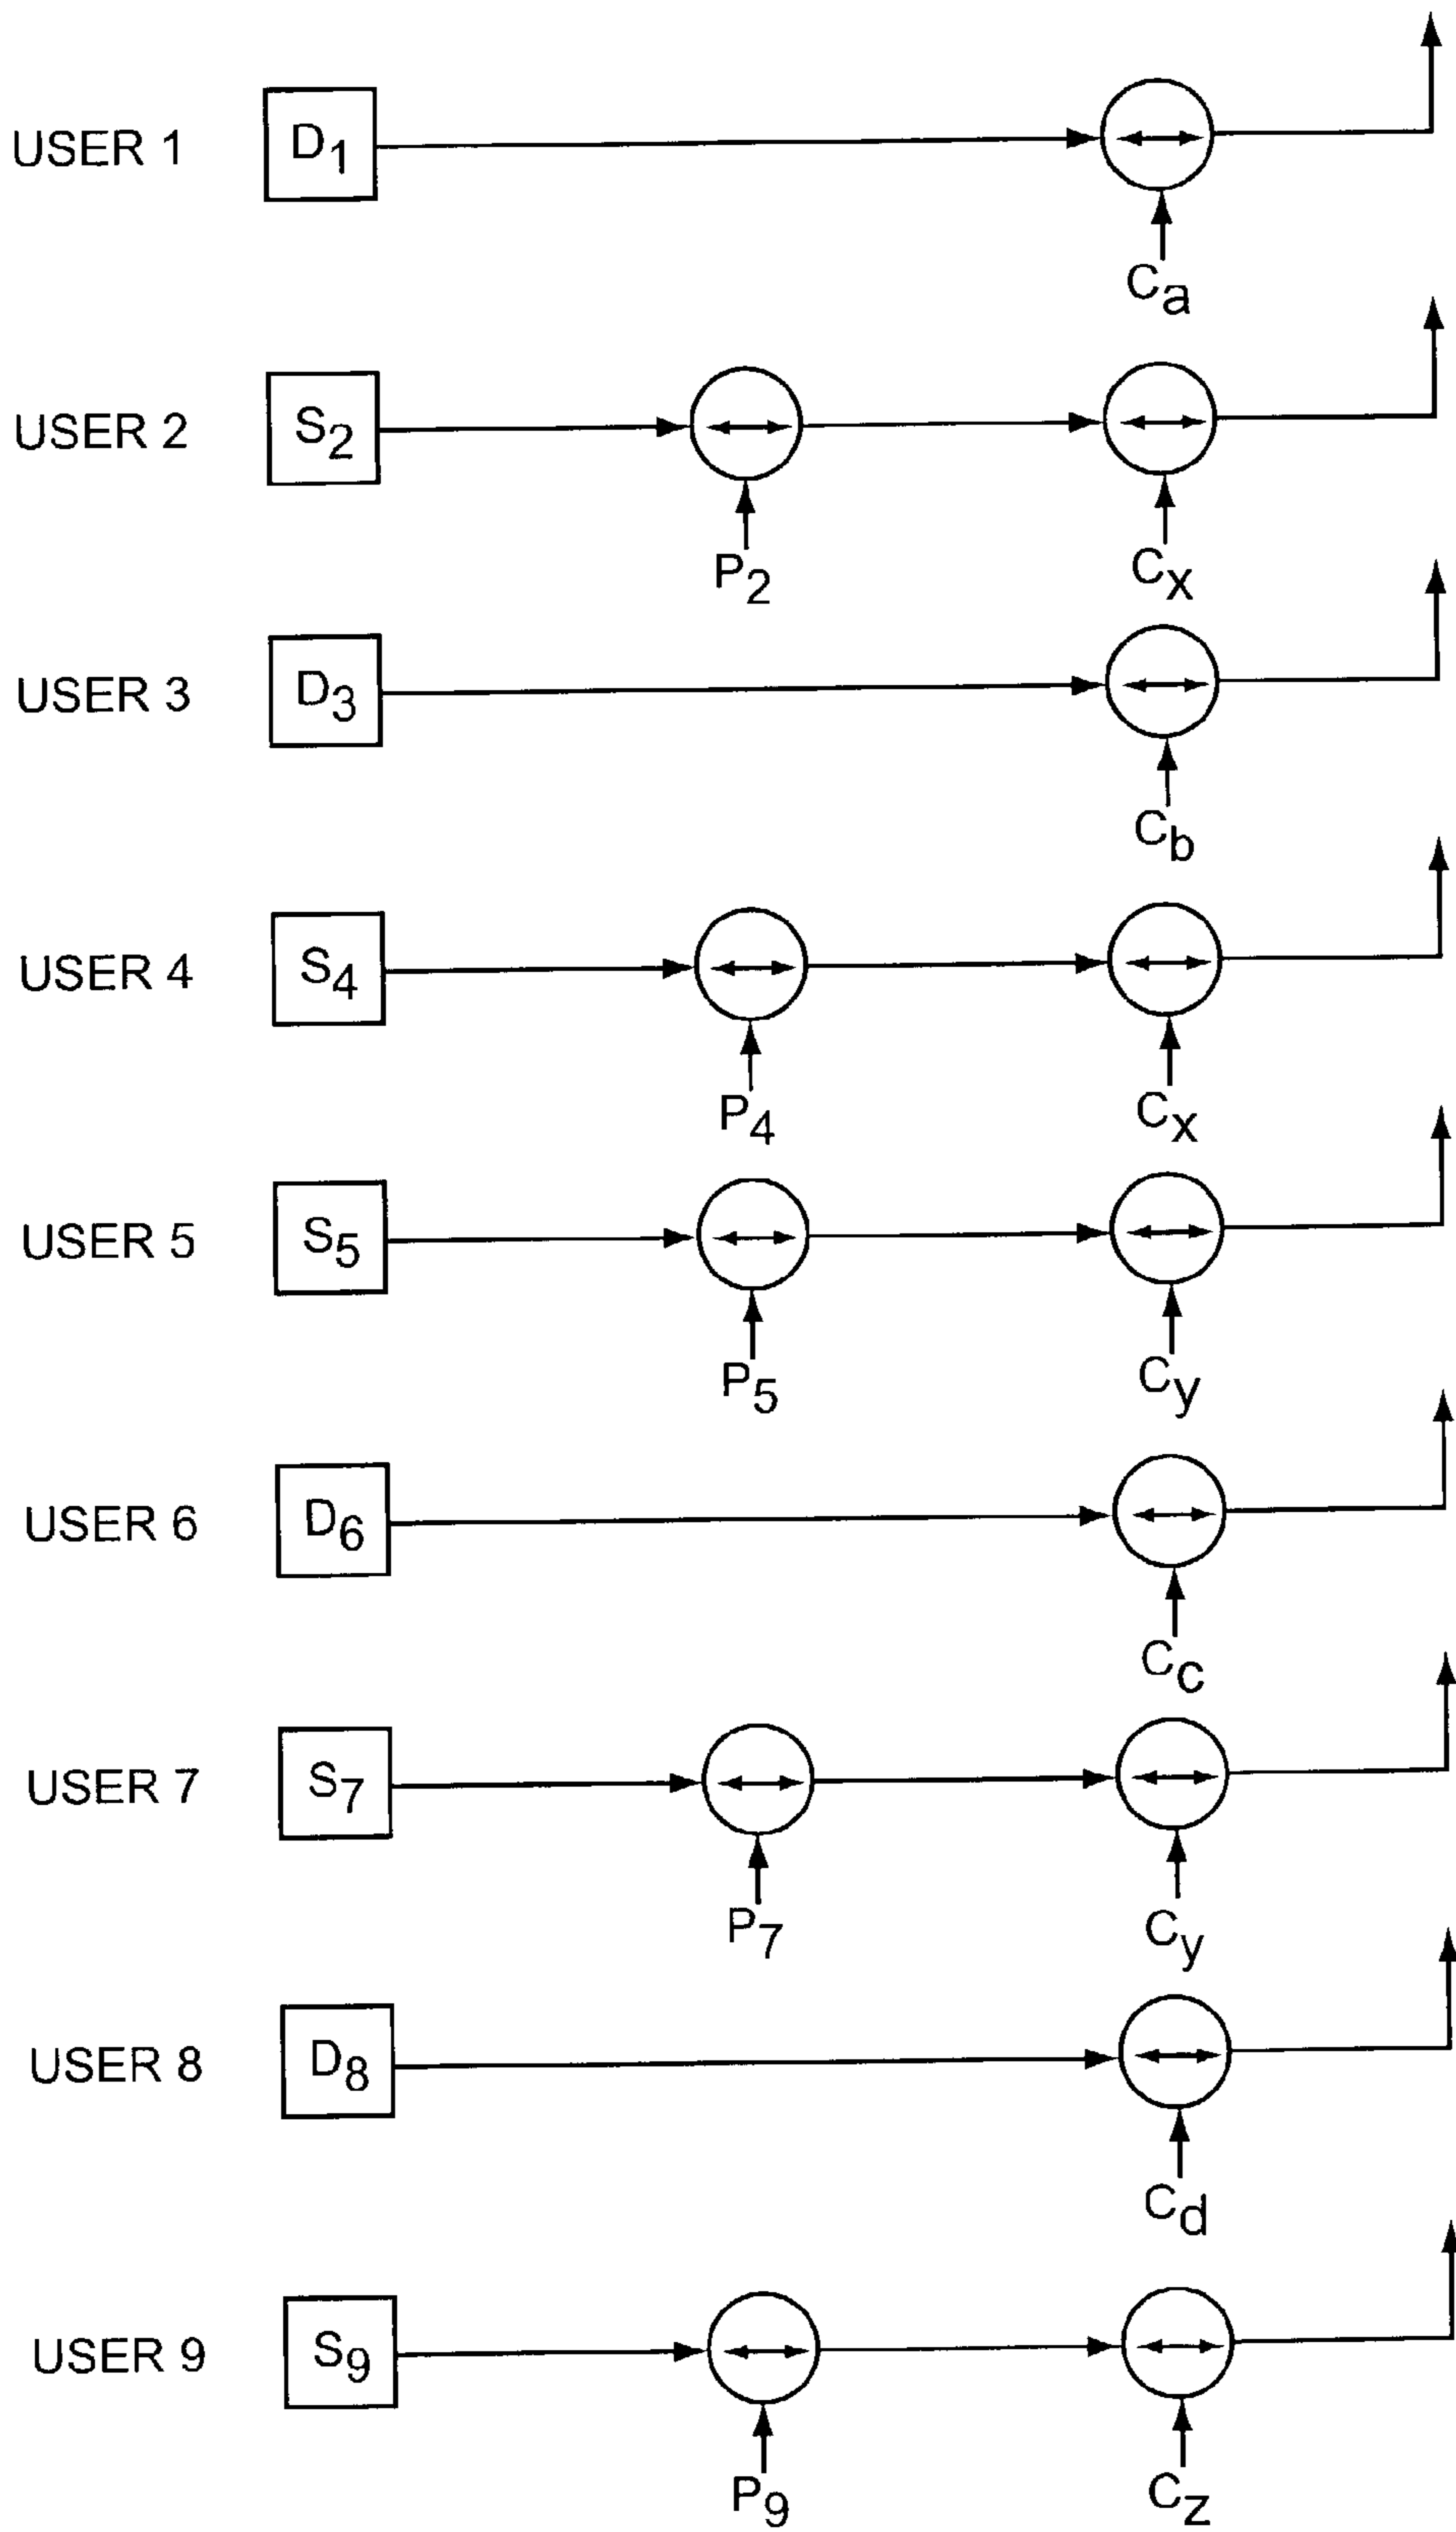 USER 1 D1
Ca
USER 2 S2
P2 Cx
USER 3 D3
Cb
USER 4 S4
P4 Cx
USER 5 S5
P5 Cy
USER 6 D6
Cc
USER 7 S7
P7 Cy
USER 8 D8
Cd
USER 9 S9
P9 Cz